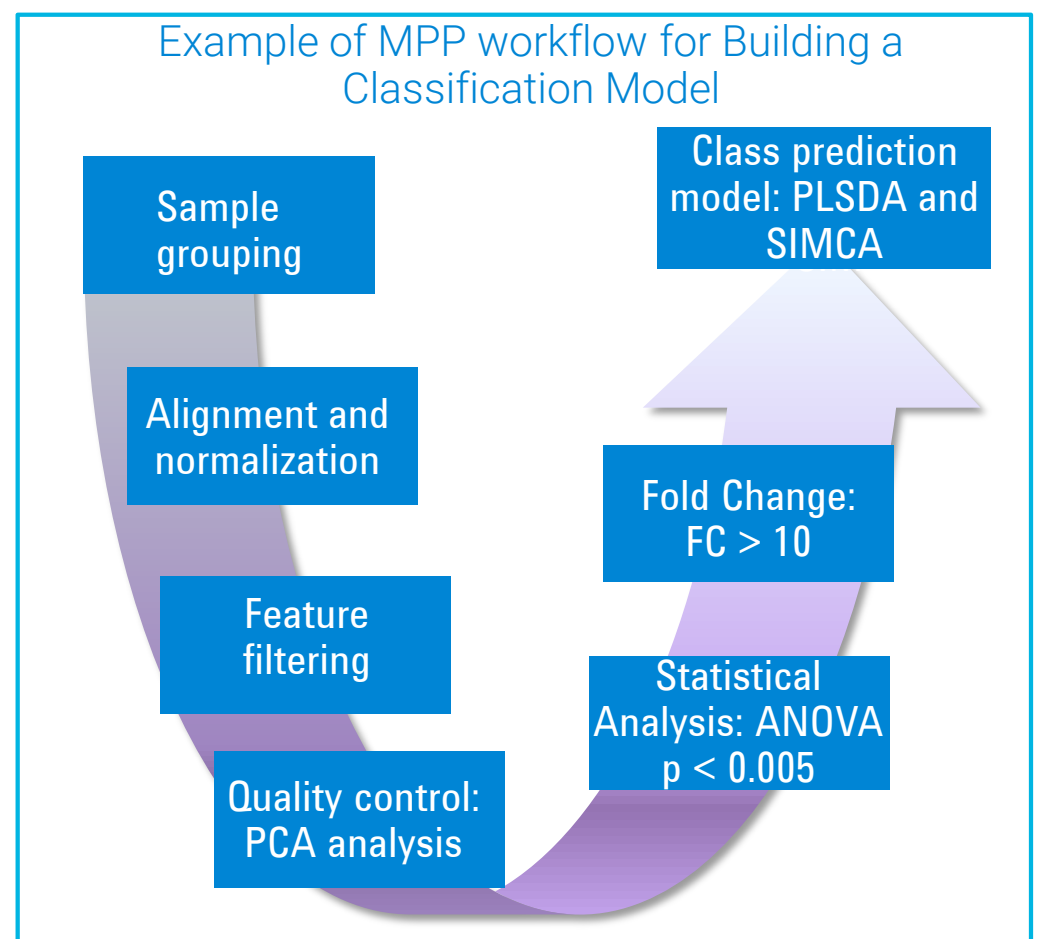 Example of MPP workflow for Building a
Classification Model
Sample
grouping
Alignment and
normalization
Feature
filtering
Quality control:
PCA analysis
Statistical
Analysis: ANOVA
p < 0.005
Fold Change:
FC > 10
Class prediction
model: PLSDA and
SIMCA